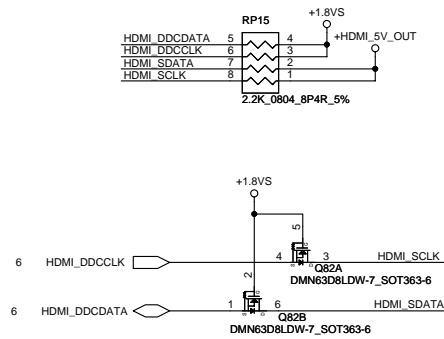 RP15
+1.8VS
+HDMI_5V_OUT
HDMI_DDCDATA 5 4
HDMI_DDCCLK 6 3
HDMI_SDATA 7 2
HDMI_SCLK 8 1
2.2K_0804_8P4R_5%
+1.8VS
5
6 HDMI_DDCCLK 4 3 HDMI_SCLK
Q82A
DMN63D8LDW-7_SOT363-6
2
6 HDMI_DDCDATA 1 6 HDMI_SDATA
Q82B
DMN63D8LDW-7_SOT363-6